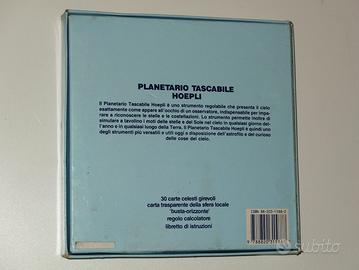 PLANETARIO TASCABILE
HOEPLI
Il Planetario Tascabile Hoepli è uno strumento regolabile che presenta il cielo
esattamente come appare all'occhio di un osservatore, indispensabile per impa-
rare a riconoscere le stelle e le costellazioni. Lo strumento permette inoltre di
simulare a tavolino i moti delle stelle e del Sole nel cielo in qualsiasi giorno del-
l'anno e in qualsiasi luogo della Terra. Il Planetario Tascabile Hoepli è quindi uno
degli strumenti più versatili e utili oggi a disposizione dell'astrofilo e del curioso
delle cose del cielo.
30 carte celesti girevoli
carta trasparente della sfera locale
'busta-orizzonte'
regolo calcolatore
libretto di istruzioni
subito